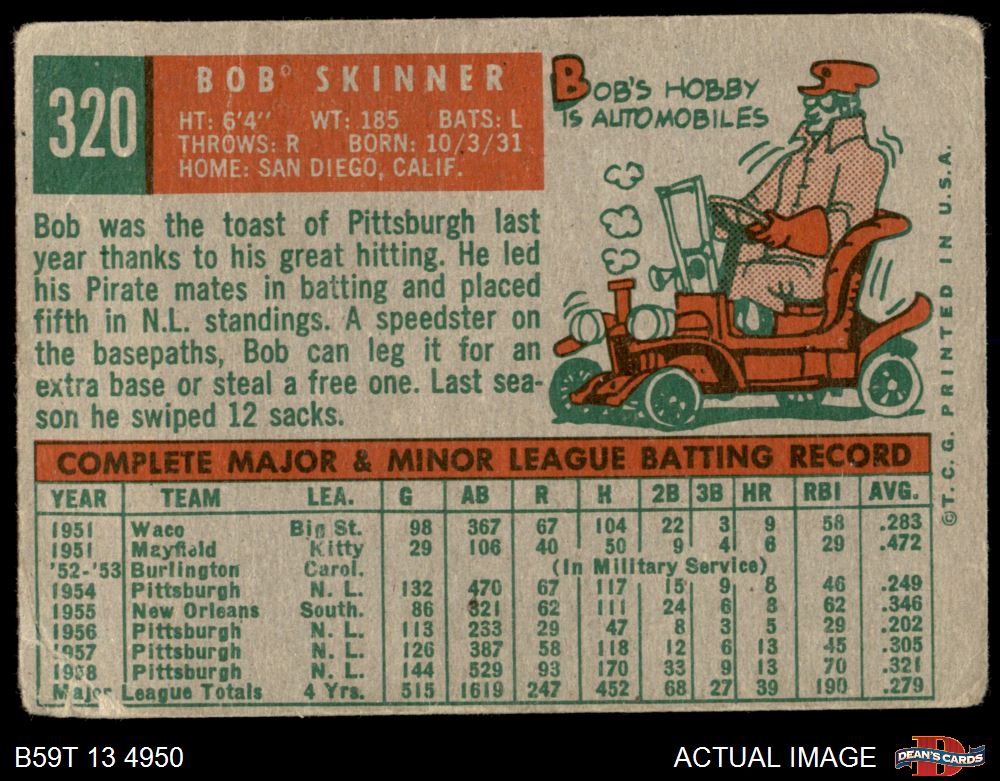 320
BOB SKINNER
HT: 6'4" WT: 185 BATS: L
THROWS: R BORN: 10/3/31
HOME: SAN DIEGO, CALIF.
BOB'S HOBBY
IS AUTOMOBILES
Bob was the toast of Pittsburgh last
year thanks to his great hitting. He led
his Pirate mates in batting and placed
fifth in N.L. standings. A speedster on
the basepaths, Bob can leg it for an
extra base or steal a free one. Last sea-
son he swiped 12 sacks.
©T.C.G. PRINTED IN U.S.A.
COMPLETE MAJOR & MINOR LEAGUE BATTING RECORD
YEAR TEAM LEA. G AB R H 2B 3B HR RBI AVG.
1951 Waco Big St. 98 367 67 104 22 3 9 58 .283
1951 Mayfield Kitty 29 106 40 50 9 4 6 29 .472
'52-'53 Burlington Carol. (In Military Service)
1954 Pittsburgh N. L. 132 470 67 117 15 9 8 46 .249
1955 New Orleans South. 86 321 62 111 24 6 8 62 .346
1956 Pittsburgh N. L. 113 233 29 47 8 3 5 29 .202
1957 Pittsburgh N. L. 126 387 58 118 12 6 13 45 .305
1958 Pittsburgh N. L. 144 529 93 170 33 9 13 70 .321
Major League Totals 4 Yrs. 515 1619 247 452 68 27 39 190 .279
B59T 13 4950
ACTUAL IMAGE
D
DEAN'S CARDS